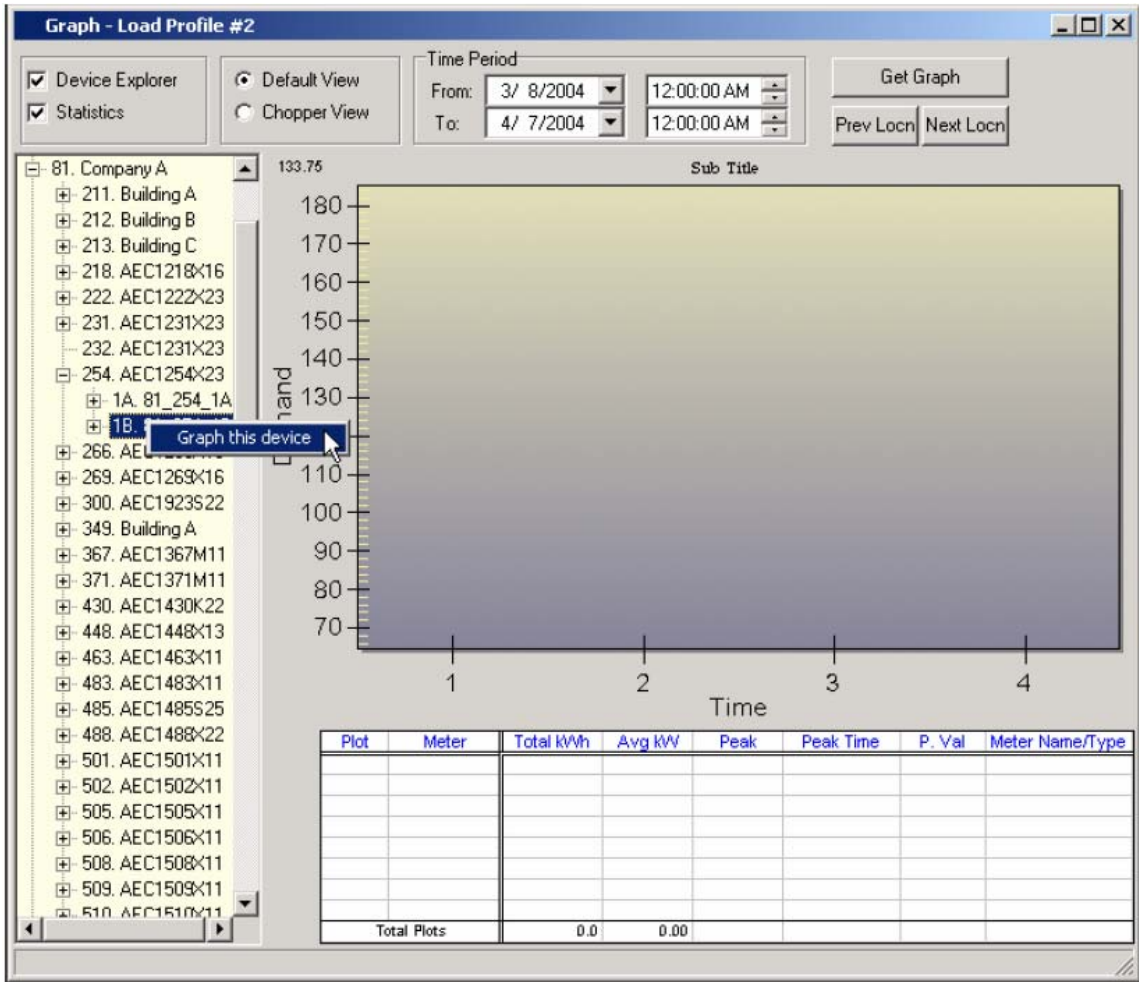 Graph - Load Profile #2
Device Explorer
Statistics
Default View
Chopper View
Time Period
From: 3/ 8/2004 12:00:00 AM
To: 4/ 7/2004 12:00:00 AM
Get Graph
Prev Locn Next Locn
81. Company A
211. Building A
212. Building B
213. Building C
218. AEC1218X16
222. AEC1222X23
231. AEC1231X23
232. AEC1231X23
254. AEC1254X23
1A. 81_254_1A
1B.
Graph this device
266.
269. AEC1269X16
300. AEC1923S22
349. Building A
367. AEC1367M11
371. AEC1371M11
430. AEC1430K22
448. AEC1448X13
463. AEC1463X11
483. AEC1483X11
485. AEC1485S25
488. AEC1488X22
501. AEC1501X11
502. AEC1502X11
505. AEC1505X11
506. AEC1506X11
508. AEC1508X11
509. AEC1509X11
510. AEC1510X11
133.75
Sub Title
180
170
160
150
140
130
110
100
90
80
70
1 2 3 4
Time
Plot Meter Total kWh Avg kW Peak Peak Time P. Val Meter Name/Type
Total Plots 0.0 0.00